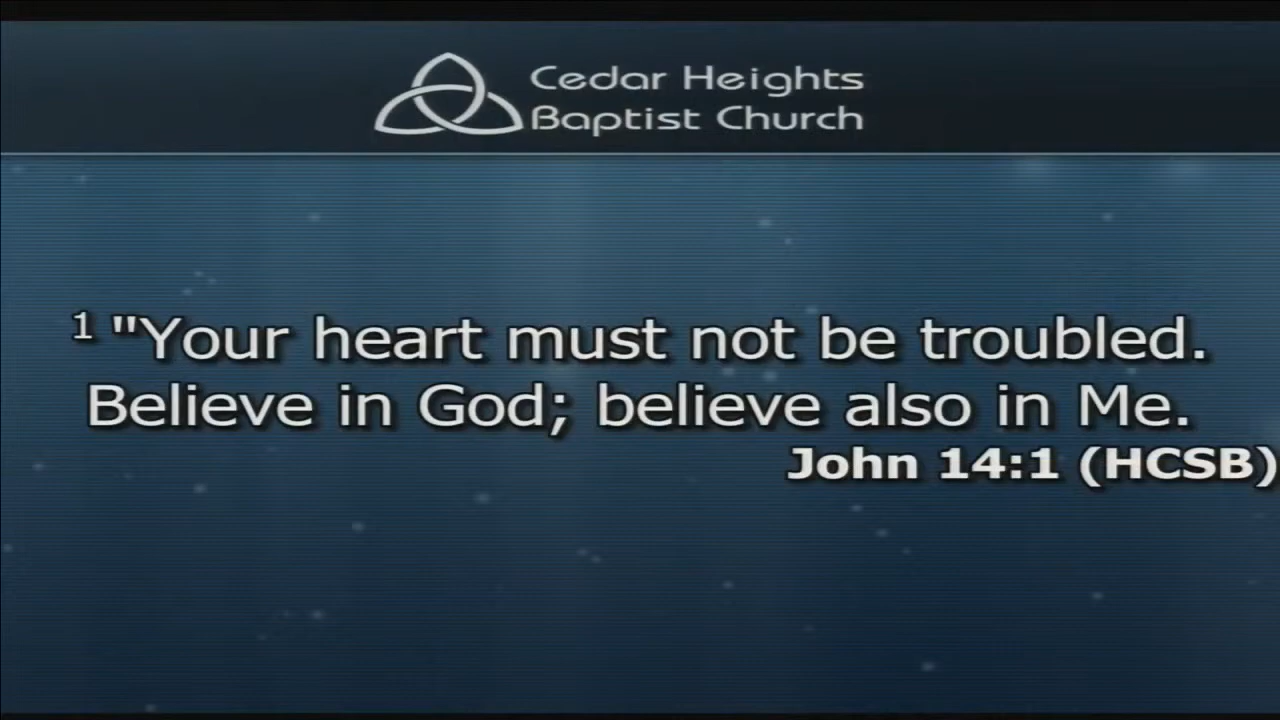 Cedar Heights
Baptist Church
1 "Your heart must not be troubled.
Believe in God; believe also in Me.
John 14:1 (HCSB)